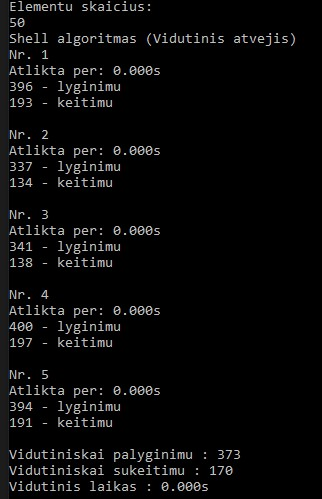 Elementu skaicius:
50
Shell algoritmas (Vidutinis atvejis)
Nr. 1
Atlikta per: 0.000s
396 - lyginimu
193 - keitimu
Nr. 2
Atlikta per: 0.000s
337 - lyginimu
134 - keitimu
Nr. 3
Atlikta per: 0.000s
341 - lyginimu
138 - keitimu
Nr. 4
Atlikta per: 0.000s
400 - lyginimu
197 - keitimu
Nr. 5
Atlikta per: 0.000s
394 - lyginimu
191 - keitimu
Vidutiniskai palyginimu : 373
Vidutiniskai sukeitimu : 170
Vidutinis laikas : 0.000s